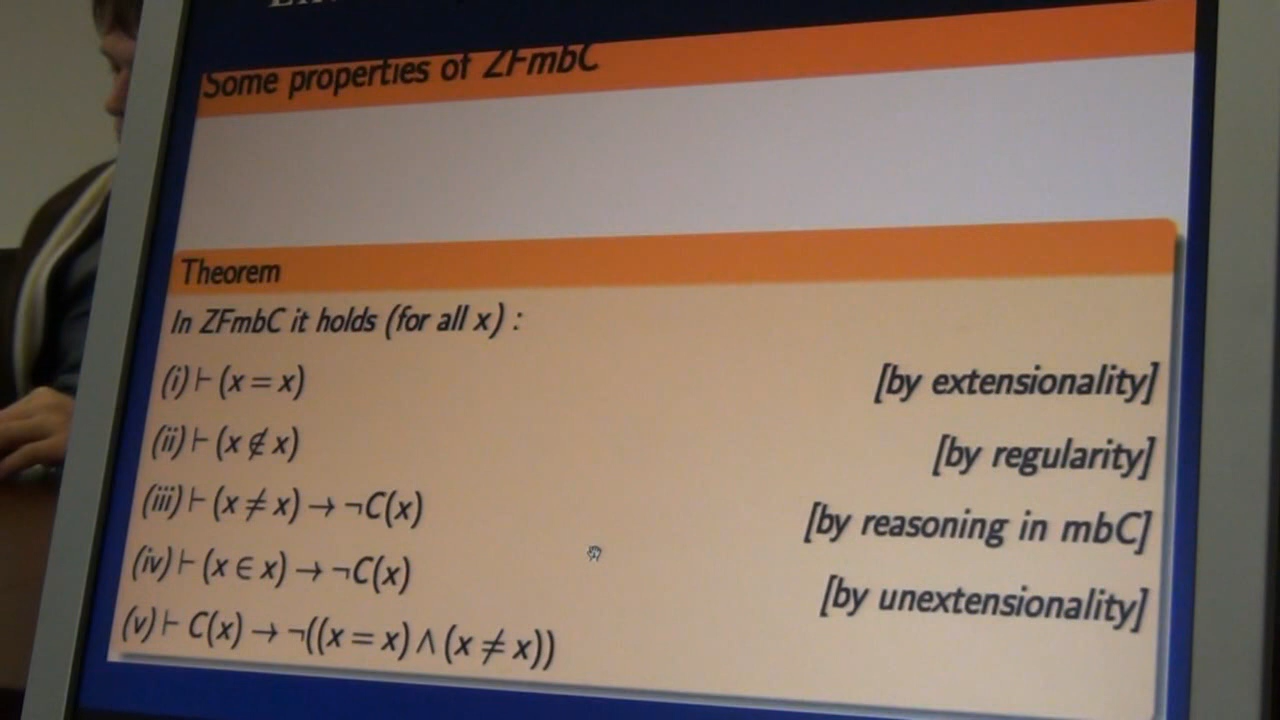 Some properties of ZFmbC
Theorem
In ZFmbC it holds (for all x) :
(i) ⊢ (x = x) [by extensionality]
(ii) ⊢ (x ∉ x) [by regularity]
(iii) ⊢ (x ≠ x) → ¬C(x) [by reasoning in mbC]
(iv) ⊢ (x ∈ x) → ¬C(x) [by unextensionality]
(v) ⊢ C(x) → ¬((x = x) ∧ (x ≠ x))